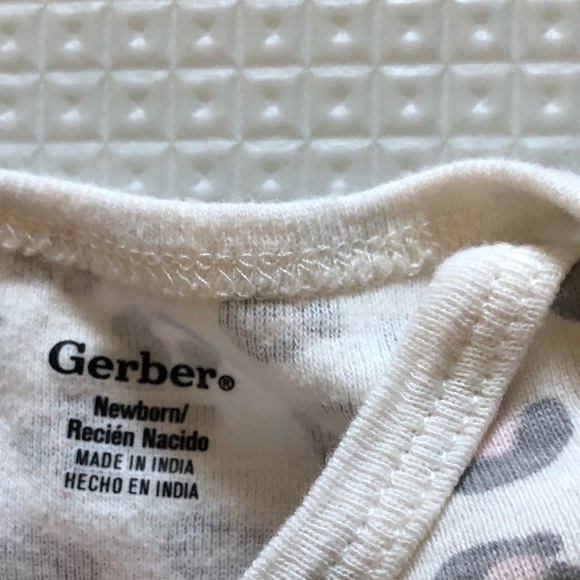 Gerber®
Newborn/
Recién Nacido
MADE IN INDIA
HECHO EN INDIA